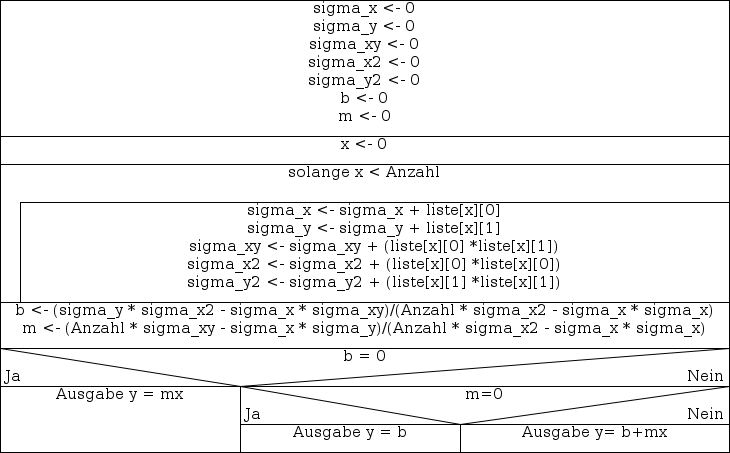 sigma_x <- 0
sigma_y <- 0
sigma_xy <- 0
sigma_x2 <- 0
sigma_y2 <- 0
b <- 0
m <- 0
x <- 0
solange x < Anzahl
sigma_x <- sigma_x + liste[x][0]
sigma_y <- sigma_y + liste[x][1]
sigma_xy <- sigma_xy + (liste[x][0] *liste[x][1])
sigma_x2 <- sigma_x2 + (liste[x][0] *liste[x][0])
sigma_y2 <- sigma_y2 + (liste[x][1] *liste[x][1])
b <- (sigma_y * sigma_x2 - sigma_x * sigma_xy)/(Anzahl * sigma_x2 - sigma_x * sigma_x)
m <- (Anzahl * sigma_xy - sigma_x * sigma_y)/(Anzahl * sigma_x2 - sigma_x * sigma_x)
b = 0
Ja Nein
Ausgabe y = mx m=0
Ja Nein
Ausgabe y = b Ausgabe y= b+mx